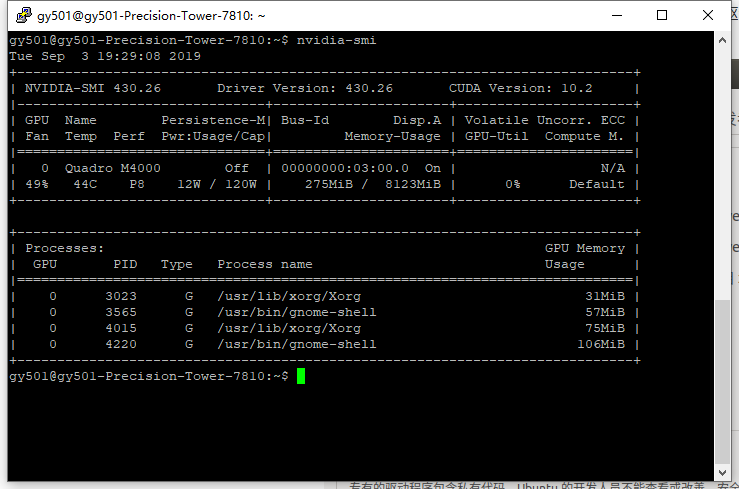 gy501@gy501-Precision-Tower-7810: ~
gy501@gy501-Precision-Tower-7810:~$ nvidia-smi
Tue Sep  3 19:29:08 2019
+-----------------------------------------------------------------------------+
| NVIDIA-SMI 430.26       Driver Version: 430.26       CUDA Version: 10.2     |
|-------------------------------+----------------------+----------------------+
| GPU  Name        Persistence-M| Bus-Id        Disp.A | Volatile Uncorr. ECC |
| Fan  Temp  Perf  Pwr:Usage/Cap|         Memory-Usage | GPU-Util  Compute M. |
|===============================+======================+======================|
|   0  Quadro M4000        Off  | 00000000:03:00.0  On |                  N/A |
| 49%   44C    P8    12W / 120W |    275MiB /  8123MiB |      0%      Default |
+-------------------------------+----------------------+----------------------+
+-----------------------------------------------------------------------------+
| Processes:                                                       GPU Memory |
|  GPU       PID   Type   Process name                             Usage      |
|=============================================================================|
|    0      3023      G   /usr/lib/xorg/Xorg                            31MiB |
|    0      3565      G   /usr/bin/gnome-shell                          57MiB |
|    0      4015      G   /usr/lib/xorg/Xorg                            75MiB |
|    0      4220      G   /usr/bin/gnome-shell                         106MiB |
+-----------------------------------------------------------------------------+
gy501@gy501-Precision-Tower-7810:~$